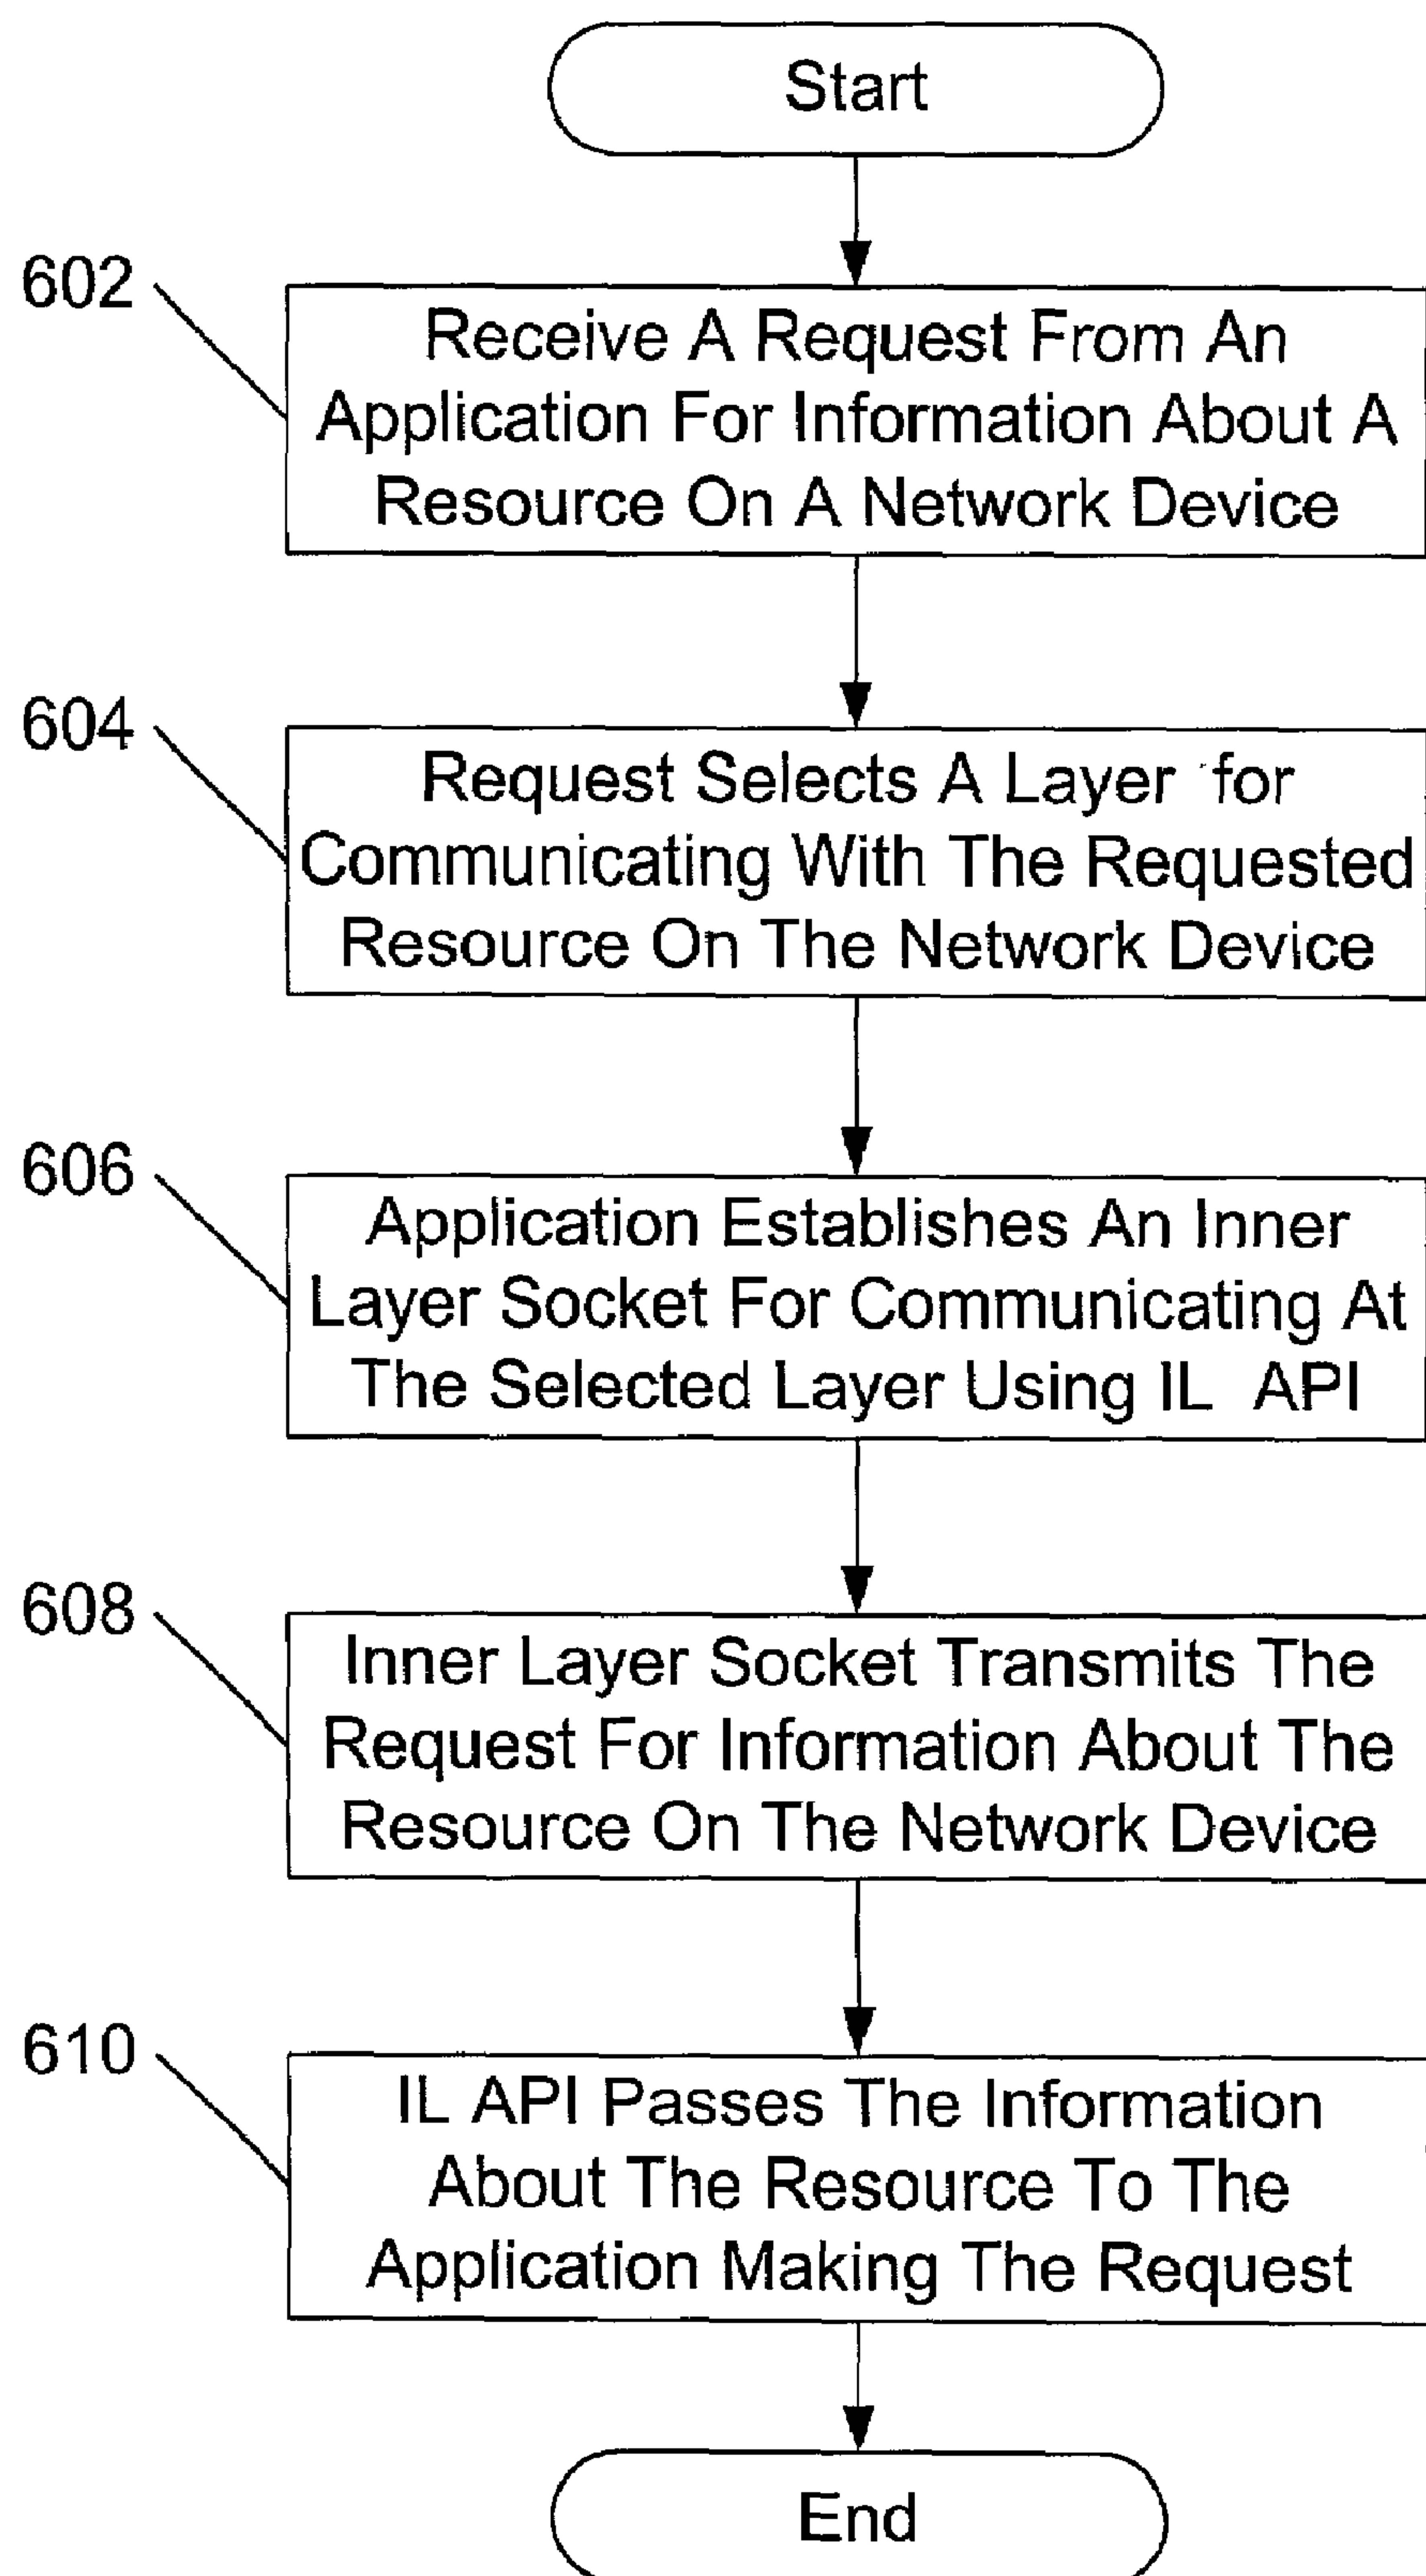 Start
602
Receive A Request From An
Application For Information About A
Resource On A Network Device
604
Request Selects A Layer for
Communicating With The Requested
Resource On The Network Device
606
Application Establishes An Inner
Layer Socket For Communicating At
The Selected Layer Using IL API
608
Inner Layer Socket Transmits The
Request For Information About The
Resource On The Network Device
610
IL API Passes The Information
About The Resource To The
Application Making The Request
End